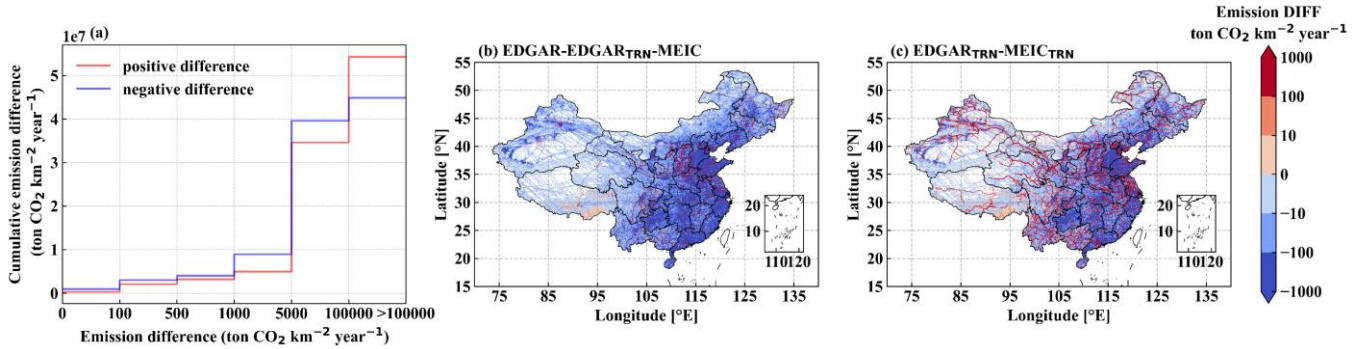 1e7 (a)
positive difference
negative difference
Cumulative emission difference
(ton CO₂ km⁻² year⁻¹)
5
4
3
2
1
0
0 100 500 1000 5000 100000 >100000
Emission difference (ton CO₂ km⁻² year⁻¹)
(b) EDGAR-EDGAR_TRN-MEIC
Latitude [°N]
55
50
45
40
35
30
25
20
15
75 85 95 105 115 125 135
Longitude [°E]
20
10
110120
(c) EDGAR_TRN-MEIC_TRN
Latitude [°N]
55
50
45
40
35
30
25
20
15
75 85 95 105 115 125 135
Longitude [°E]
20
10
110120
Emission DIFF
ton CO₂ km⁻² year⁻¹
1000
100
10
0
−10
−100
−1000